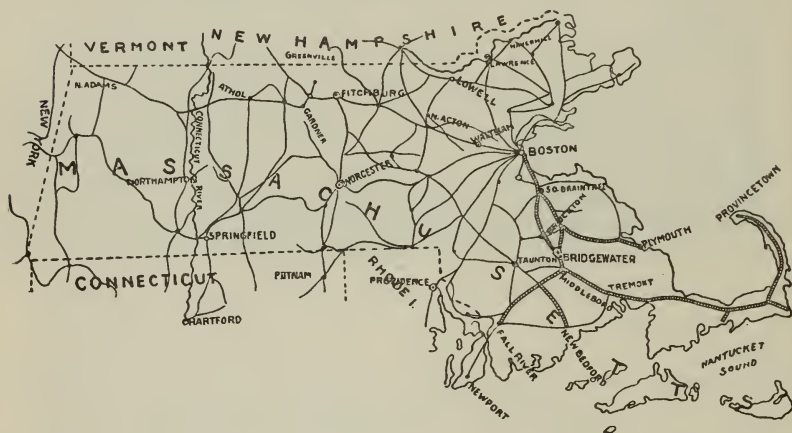 VERMONT
NEW HAMPSHIRE
GREENVILLE
HAVERHILL
LAWRENCE
LOWELL
N.ADAMS
ATHOL
FITCHBURG
GARDNER
N.ACTON
WALTHAM
BOSTON
NEW YORK
MASSACHUSETTS
CONNECTICUT RIVER
NORTHAMPTON
WORCESTER
SO.BRAINTREE
BROCKTON
PROVINCETOWN
PLYMOUTH
SPRINGFIELD
BRIDGEWATER
TAUNTON
MIDDLEBORO
TREMONT
CONNECTICUT
PUTNAM
RHODE I.
PROVIDENCE
HARTFORD
FALL RIVER
NEW BEDFORD
NEWPORT
NANTUCKET
SOUND